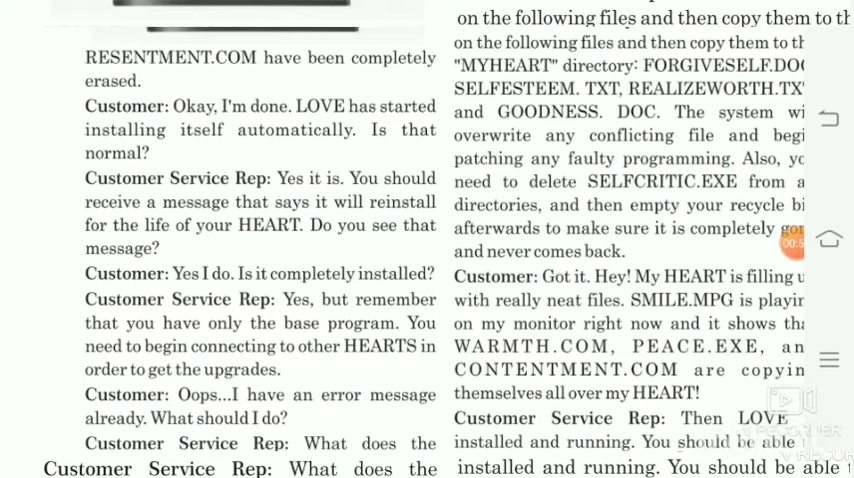 RESENTMENT.COM have been completely
erased.
Customer: Okay, I'm done. LOVE has started
installing itself automatically. Is that
normal?
Customer Service Rep: Yes it is. You should
receive a message that says it will reinstall
for the life of your HEART. Do you see that
message?
Customer: Yes I do. Is it completely installed?
Customer Service Rep: Yes, but remember
that you have only the base program. You
need to begin connecting to other HEARTS in
order to get the upgrades.
Customer: Oops...I have an error message
already. What should I do?
Customer Service Rep: What does the
Customer Service Rep: What does the
on the following files and then copy them to th
on the following files and then copy them to th
"MYHEART" directory: FORGIVESELF.DOC
SELFESTEEM. TXT, REALIZEWORTH.TXT
and GOODNESS. DOC. The system wi
overwrite any conflicting file and begi
patching any faulty programming. Also, yo
need to delete SELFCRITIC.EXE from a
directories, and then empty your recycle bi
afterwards to make sure it is completely gon
and never comes back.
Customer: Got it. Hey! My HEART is filling u
with really neat files. SMILE.MPG is playin
on my monitor right now and it shows tha
WARMTH.COM, PEACE.EXE, an
CONTENTMENT.COM are copyin
themselves all over my HEART!
Customer Service Rep: Then LOVE
installed and running. You should be able
installed and running. You should be able t
00:5
RECORDER